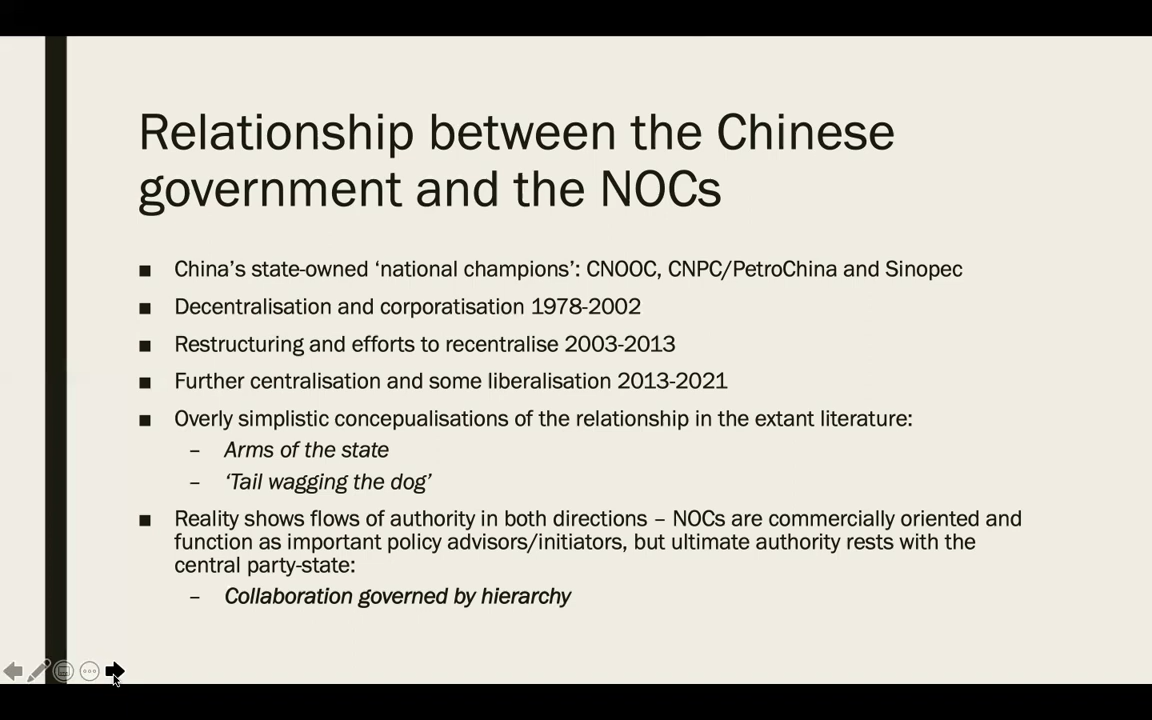 Relationship between the Chinese
government and the NOCs
■ China’s state-owned ‘national champions’: CNOOC, CNPC/PetroChina and Sinopec
■ Decentralisation and corporatisation 1978-2002
■ Restructuring and efforts to recentralise 2003-2013
■ Further centralisation and some liberalisation 2013-2021
■ Overly simplistic concepualisations of the relationship in the extant literature:
– Arms of the state
– ‘Tail wagging the dog’
■ Reality shows flows of authority in both directions – NOCs are commercially oriented and
function as important policy advisors/initiators, but ultimate authority rests with the
central party-state:
– Collaboration governed by hierarchy